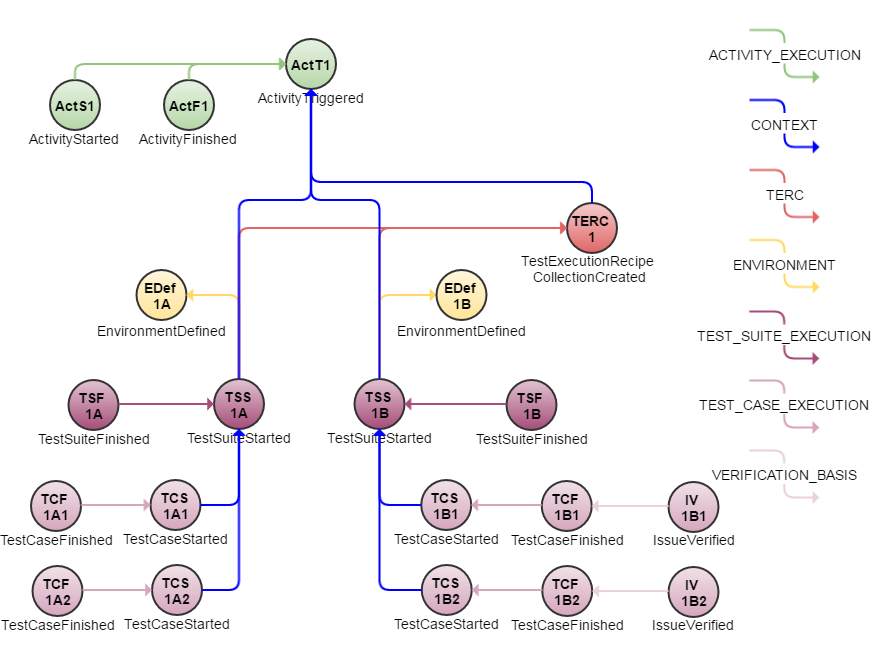 ActT1
ActivityTriggered
ActS1
ActivityStarted
ActF1
ActivityFinished
TERC
1
TestExecutionRecipe
CollectionCreated
EDef
1A
EnvironmentDefined
EDef
1B
EnvironmentDefined
TSF
1A
TestSuiteFinished
TSS
1A
TestSuiteStarted
TSS
1B
TestSuiteStarted
TSF
1B
TestSuiteFinished
TCF
1A1
TestCaseFinished
TCS
1A1
TestCaseStarted
TCS
1B1
TestCaseStarted
TCF
1B1
TestCaseFinished
IV
1B1
IssueVerified
TCF
1A2
TestCaseFinished
TCS
1A2
TestCaseStarted
TCS
1B2
TestCaseStarted
TCF
1B2
TestCaseFinished
IV
1B2
IssueVerified
ACTIVITY_EXECUTION
CONTEXT
TERC
ENVIRONMENT
TEST_SUITE_EXECUTION
TEST_CASE_EXECUTION
VERIFICATION_BASIS